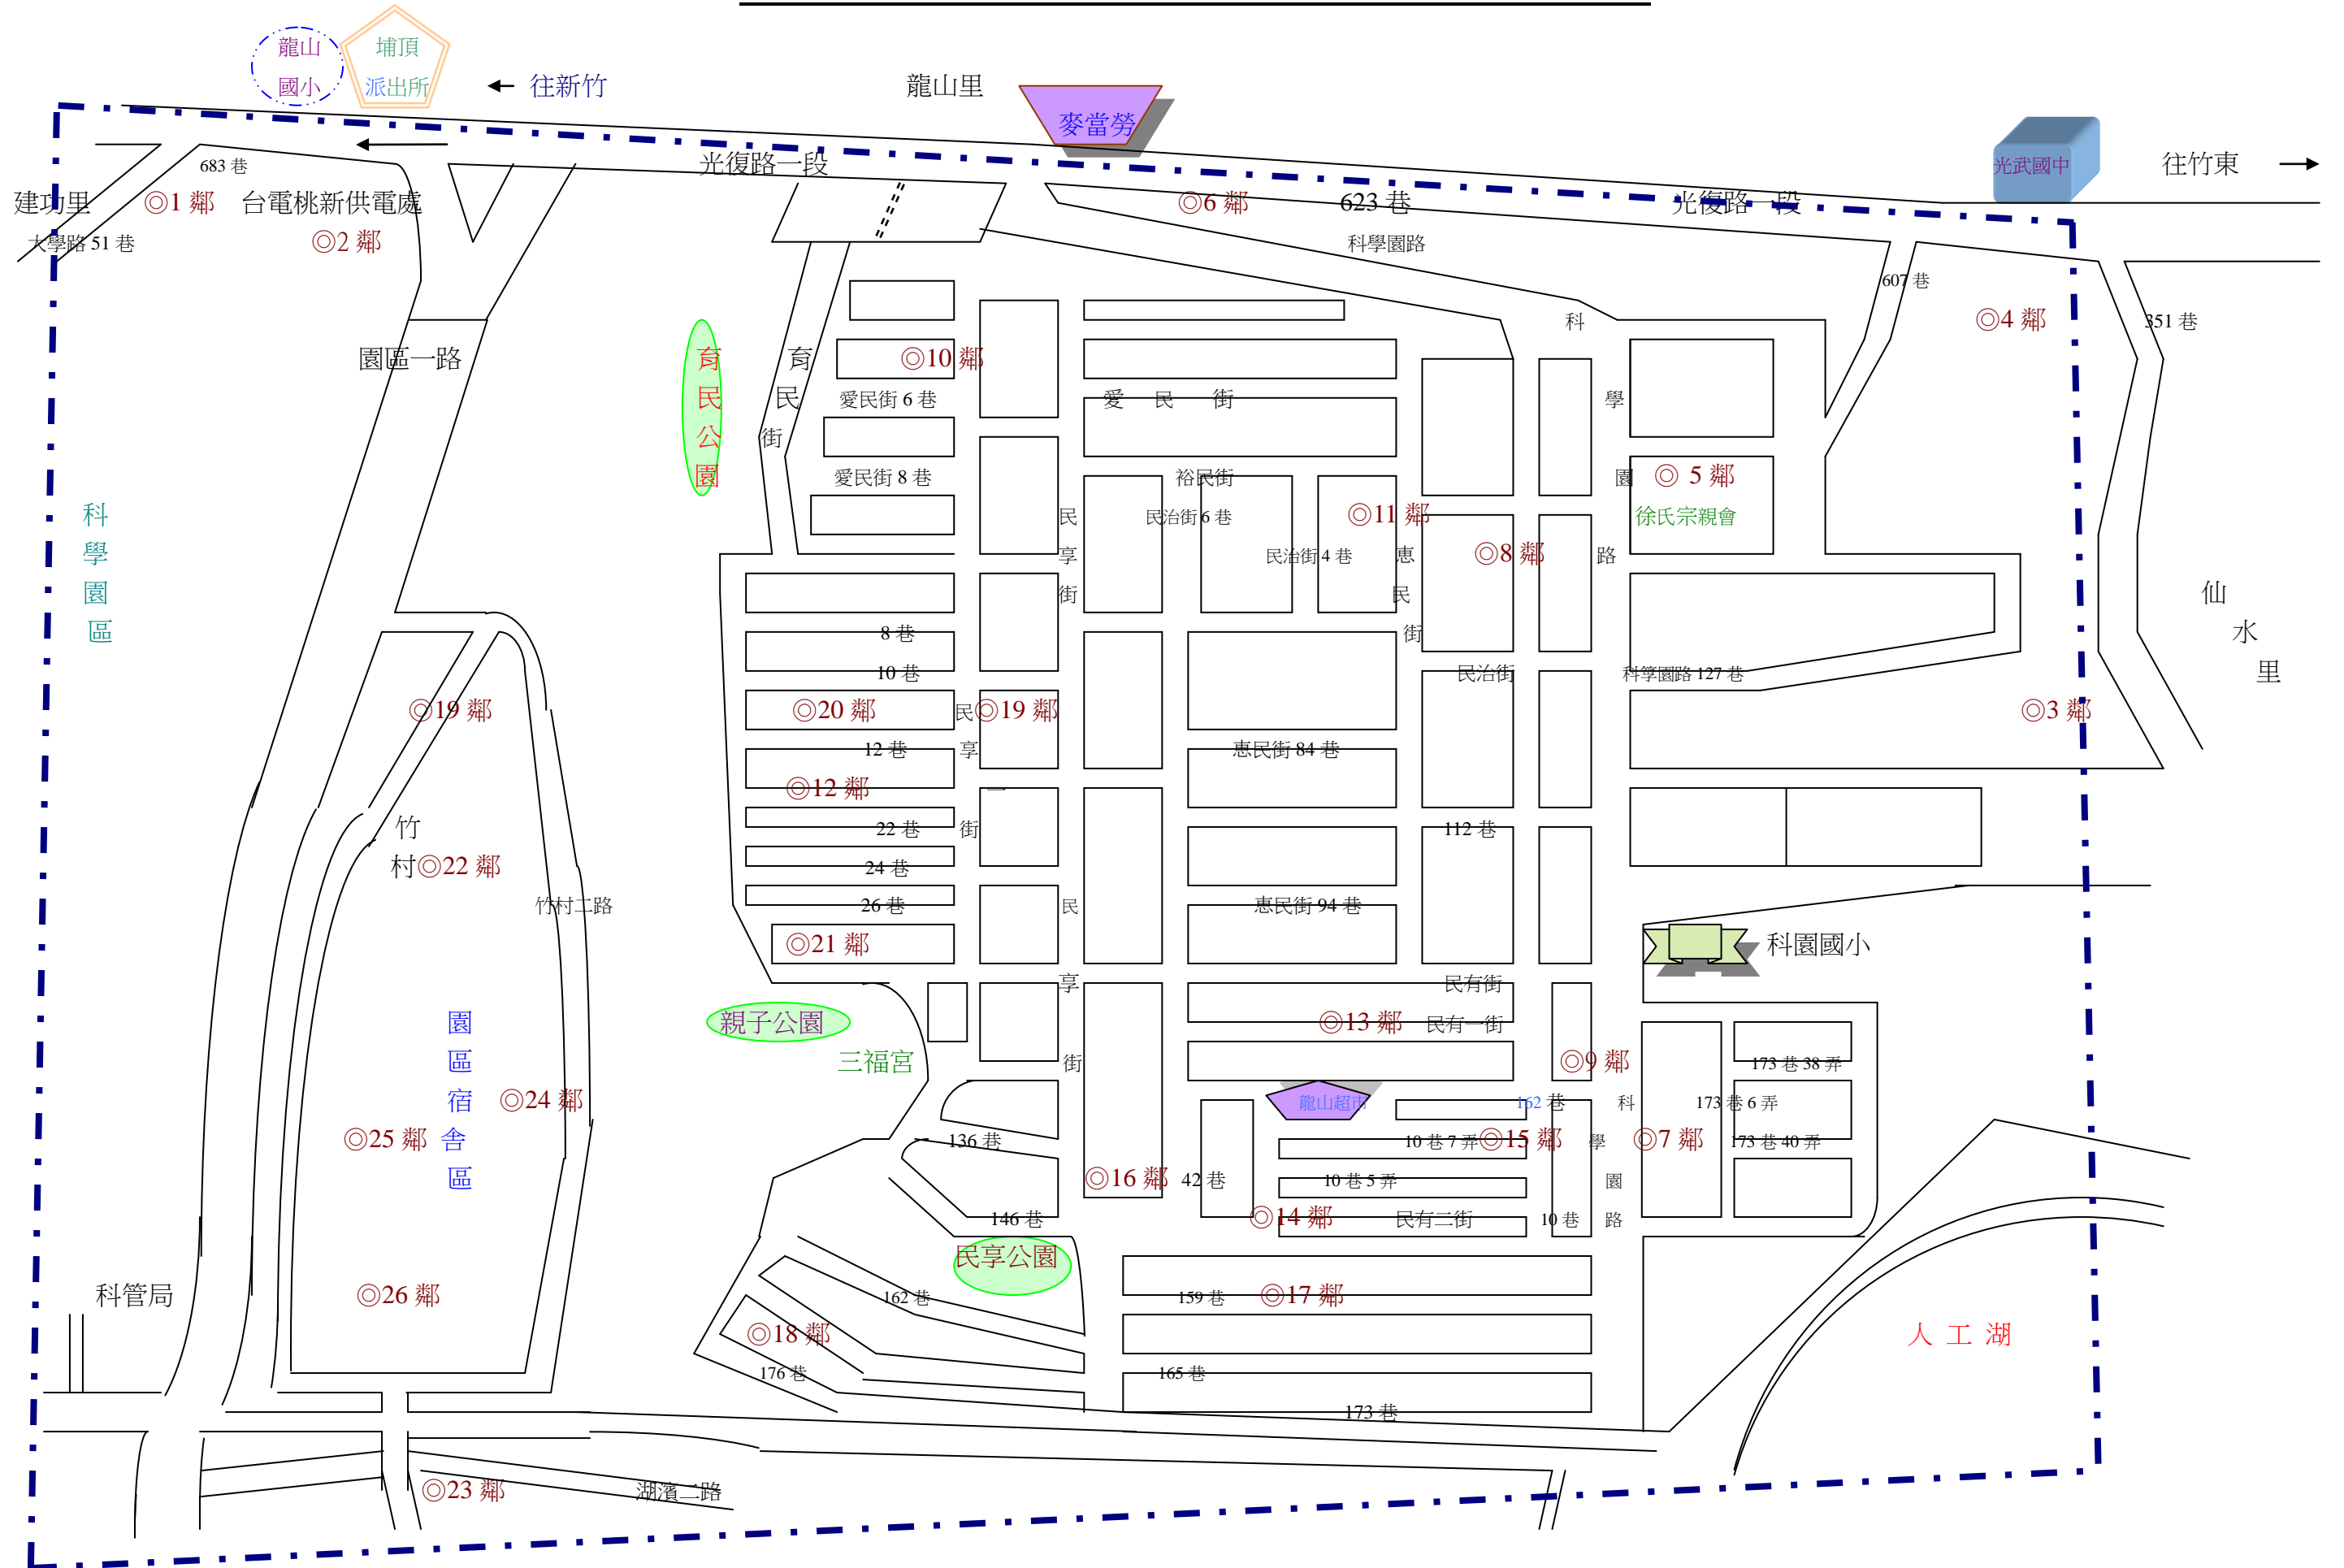 龍山
國小
埔頂
派出所
往新竹
龍山里
麥當勞
光武國中
往竹東
683 巷
光復路一段
建功里
◎1 鄰
台電桃新供電處
◎6 鄰
623 巷
光復路一段
大學路 51 巷
◎2 鄰
科學園路
607 巷
◎4 鄰
351 巷
園區一路
育民公園
育民街
◎10 鄰
愛民街 6 巷
愛民街
科學園路
愛民街 8 巷
裕民街
◎ 5 鄰
徐氏宗親會
科學園區
民享街
民治街 6 巷
◎11 鄰
民治街 4 巷
惠民街
◎8 鄰
仙水里
8 巷
10 巷
民治街
科學園路 127 巷
◎19 鄰
◎20 鄰
民享一街
◎19 鄰
◎3 鄰
12 巷
惠民街 84 巷
◎12 鄰
竹村
22 巷
112 巷
◎22 鄰
24 巷
竹村二路
26 巷
民享街
惠民街 94 巷
◎21 鄰
科園國小
民有街
園區宿舍區
親子公園
◎13 鄰
民有一街
三福宮
◎9 鄰
173 巷 38 弄
◎24 鄰
龍山超市
162 巷
科學園路
173 巷 6 弄
◎25 鄰
136 巷
10 巷 7 弄
◎15 鄰
◎7 鄰
173 巷 40 弄
◎16 鄰
42 巷
10 巷 5 弄
146 巷
◎14 鄰
民有二街
10 巷
民享公園
科管局
◎26 鄰
162 巷
159 巷
◎17 鄰
◎18 鄰
人工湖
176 巷
165 巷
173 巷
◎23 鄰
湖濱二路